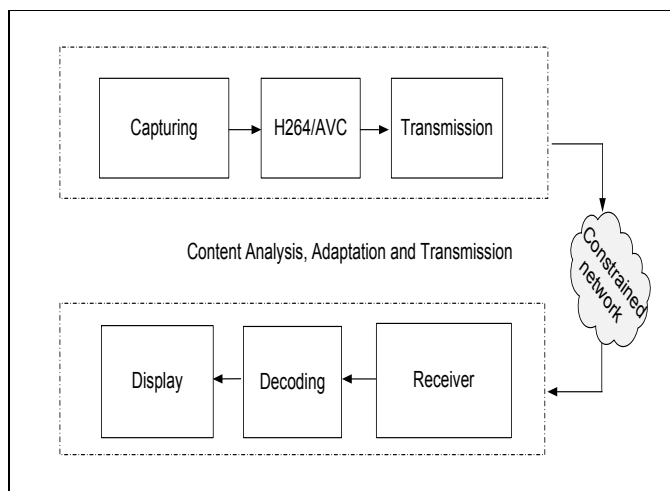 Capturing
H264/AVC
Transmission
Content Analysis, Adaptation and Transmission
Constrained
network
Display
Decoding
Receiver